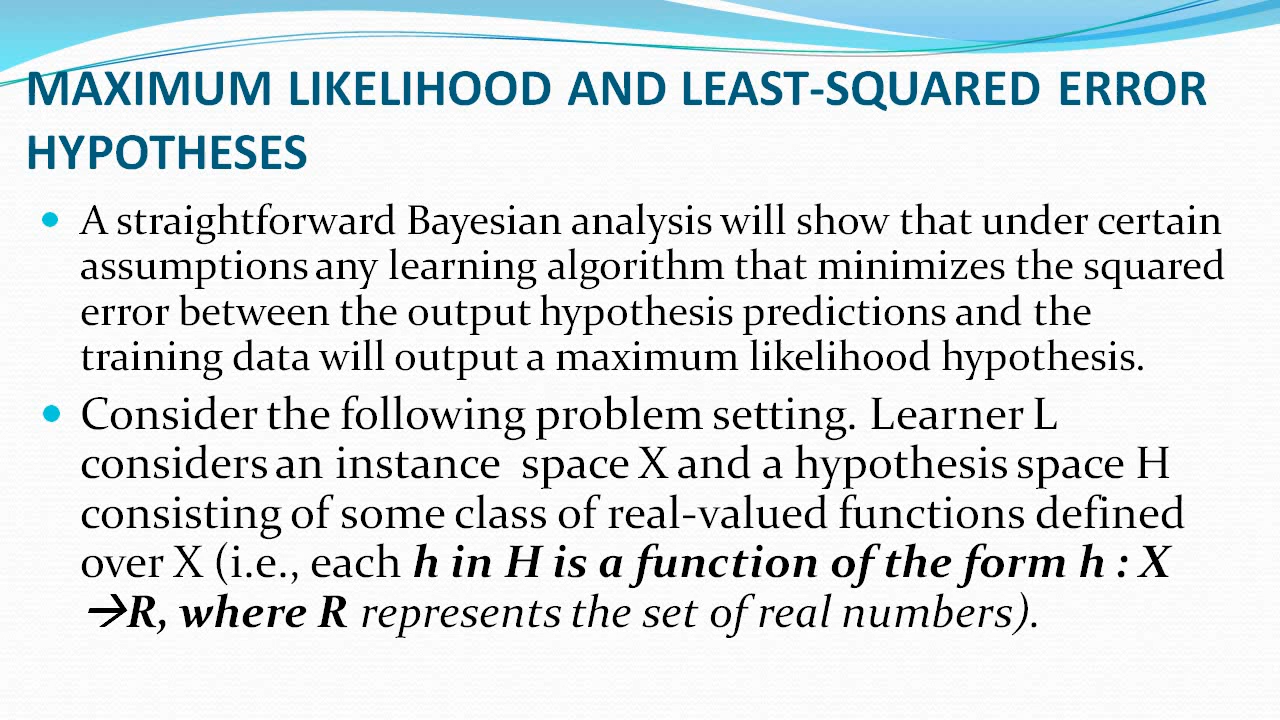 MAXIMUM LIKELIHOOD AND LEAST-SQUARED ERROR
HYPOTHESES
• A straightforward Bayesian analysis will show that under certain
assumptions any learning algorithm that minimizes the squared
error between the output hypothesis predictions and the
training data will output a maximum likelihood hypothesis.
• Consider the following problem setting. Learner L
considers an instance  space X and a hypothesis space H
consisting of some class of real-valued functions defined
over X (i.e., each h in H is a function of the form h : X
→R, where R represents the set of real numbers).